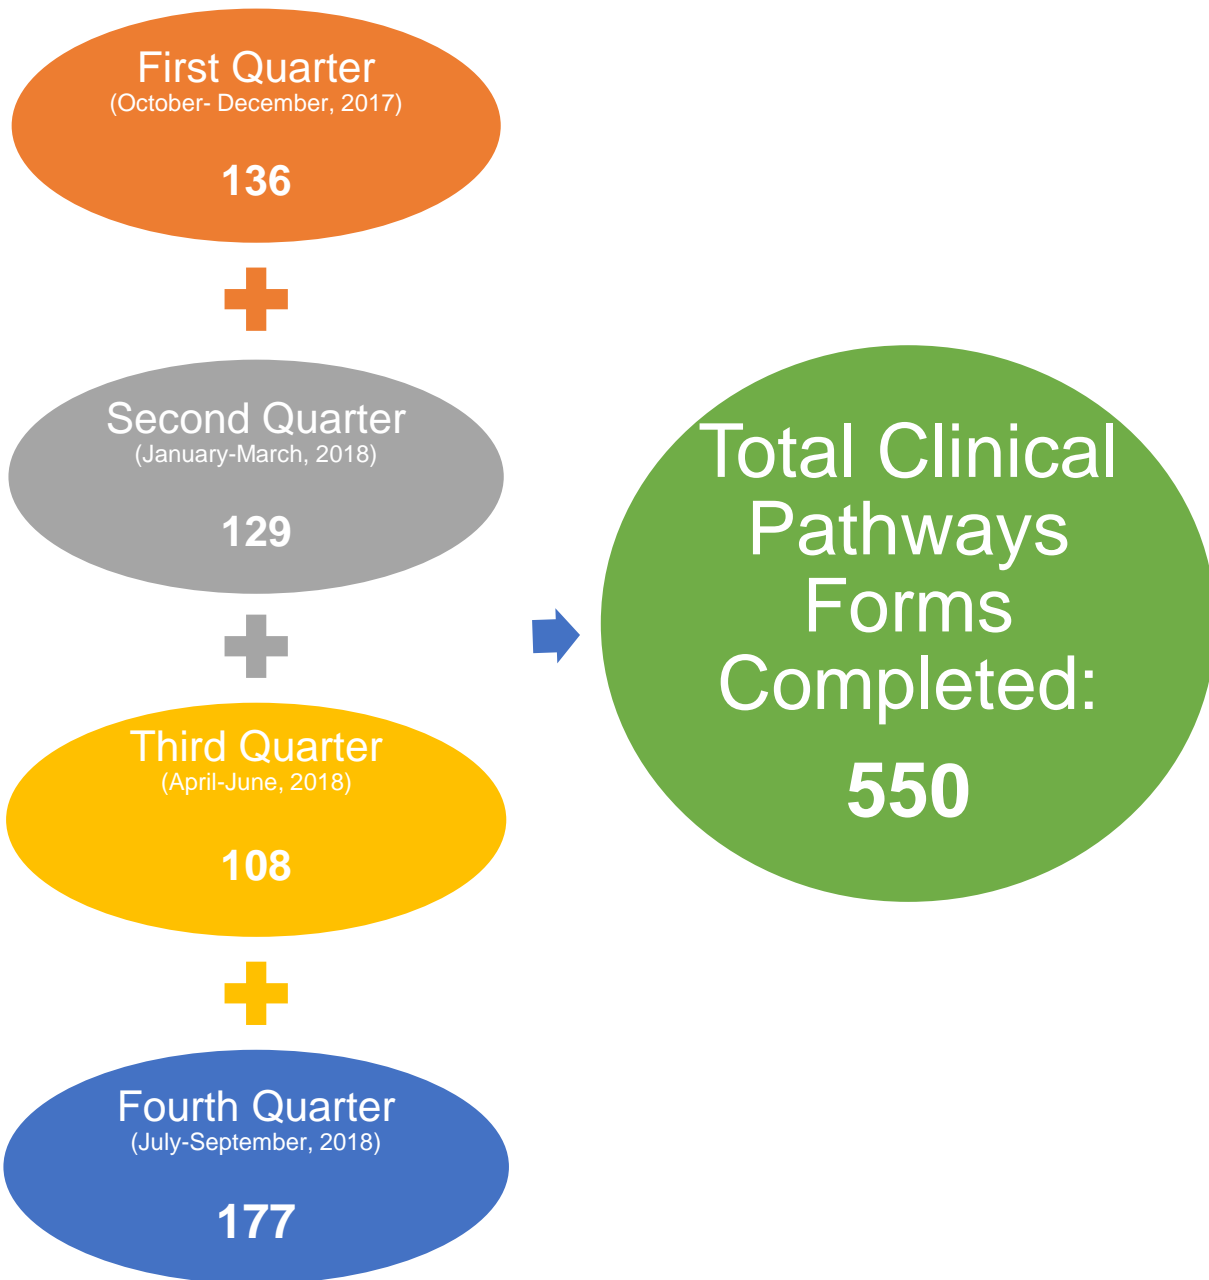 First Quarter
(October- December, 2017)
136
Second Quarter
(January-March, 2018)
129
Third Quarter
(April-June, 2018)
108
Fourth Quarter
(July-September, 2018)
177
Total Clinical
Pathways
Forms
Completed:
550